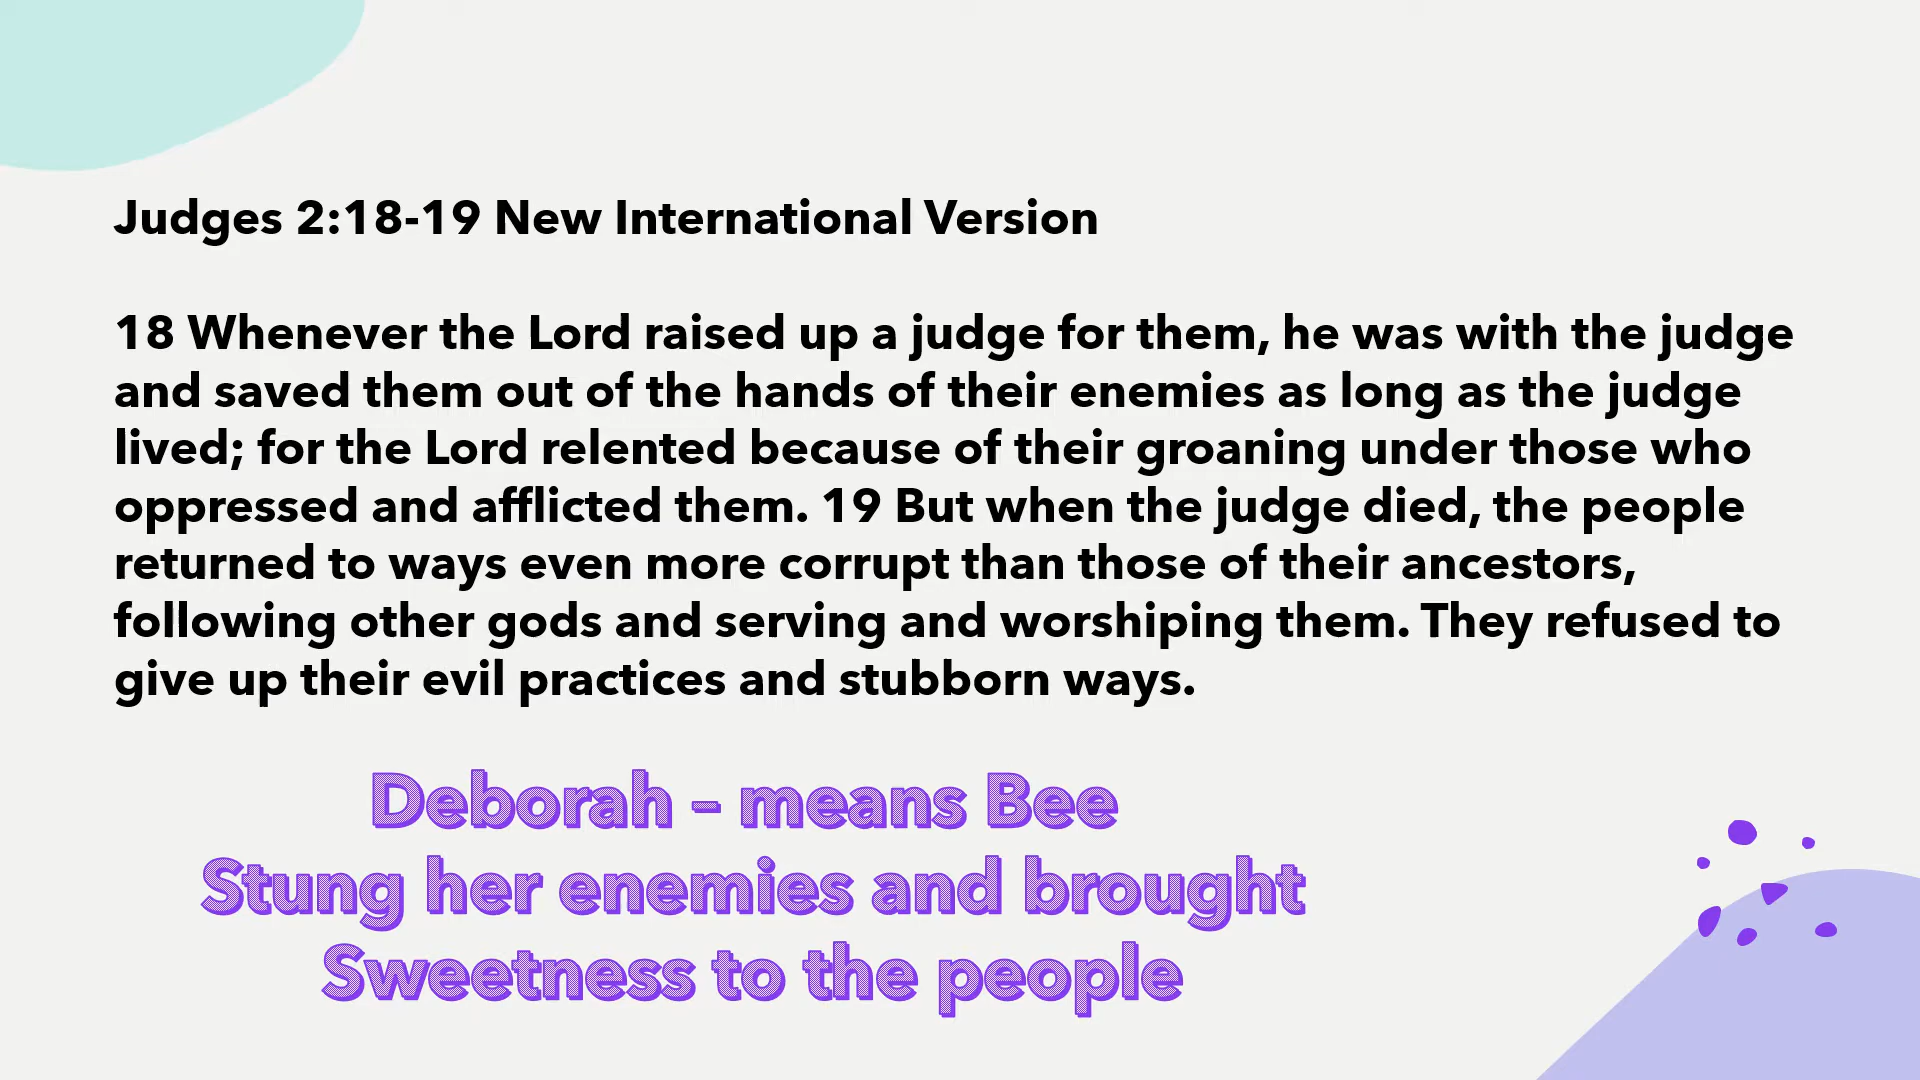 Judges 2:18-19 New International Version
18 Whenever the Lord raised up a judge for them, he was with the judge
and saved them out of the hands of their enemies as long as the judge
lived; for the Lord relented because of their groaning under those who
oppressed and afflicted them. 19 But when the judge died, the people
returned to ways even more corrupt than those of their ancestors,
following other gods and serving and worshiping them. They refused to
give up their evil practices and stubborn ways.
Deborah – means Bee
Stung her enemies and brought
Sweetness to the people